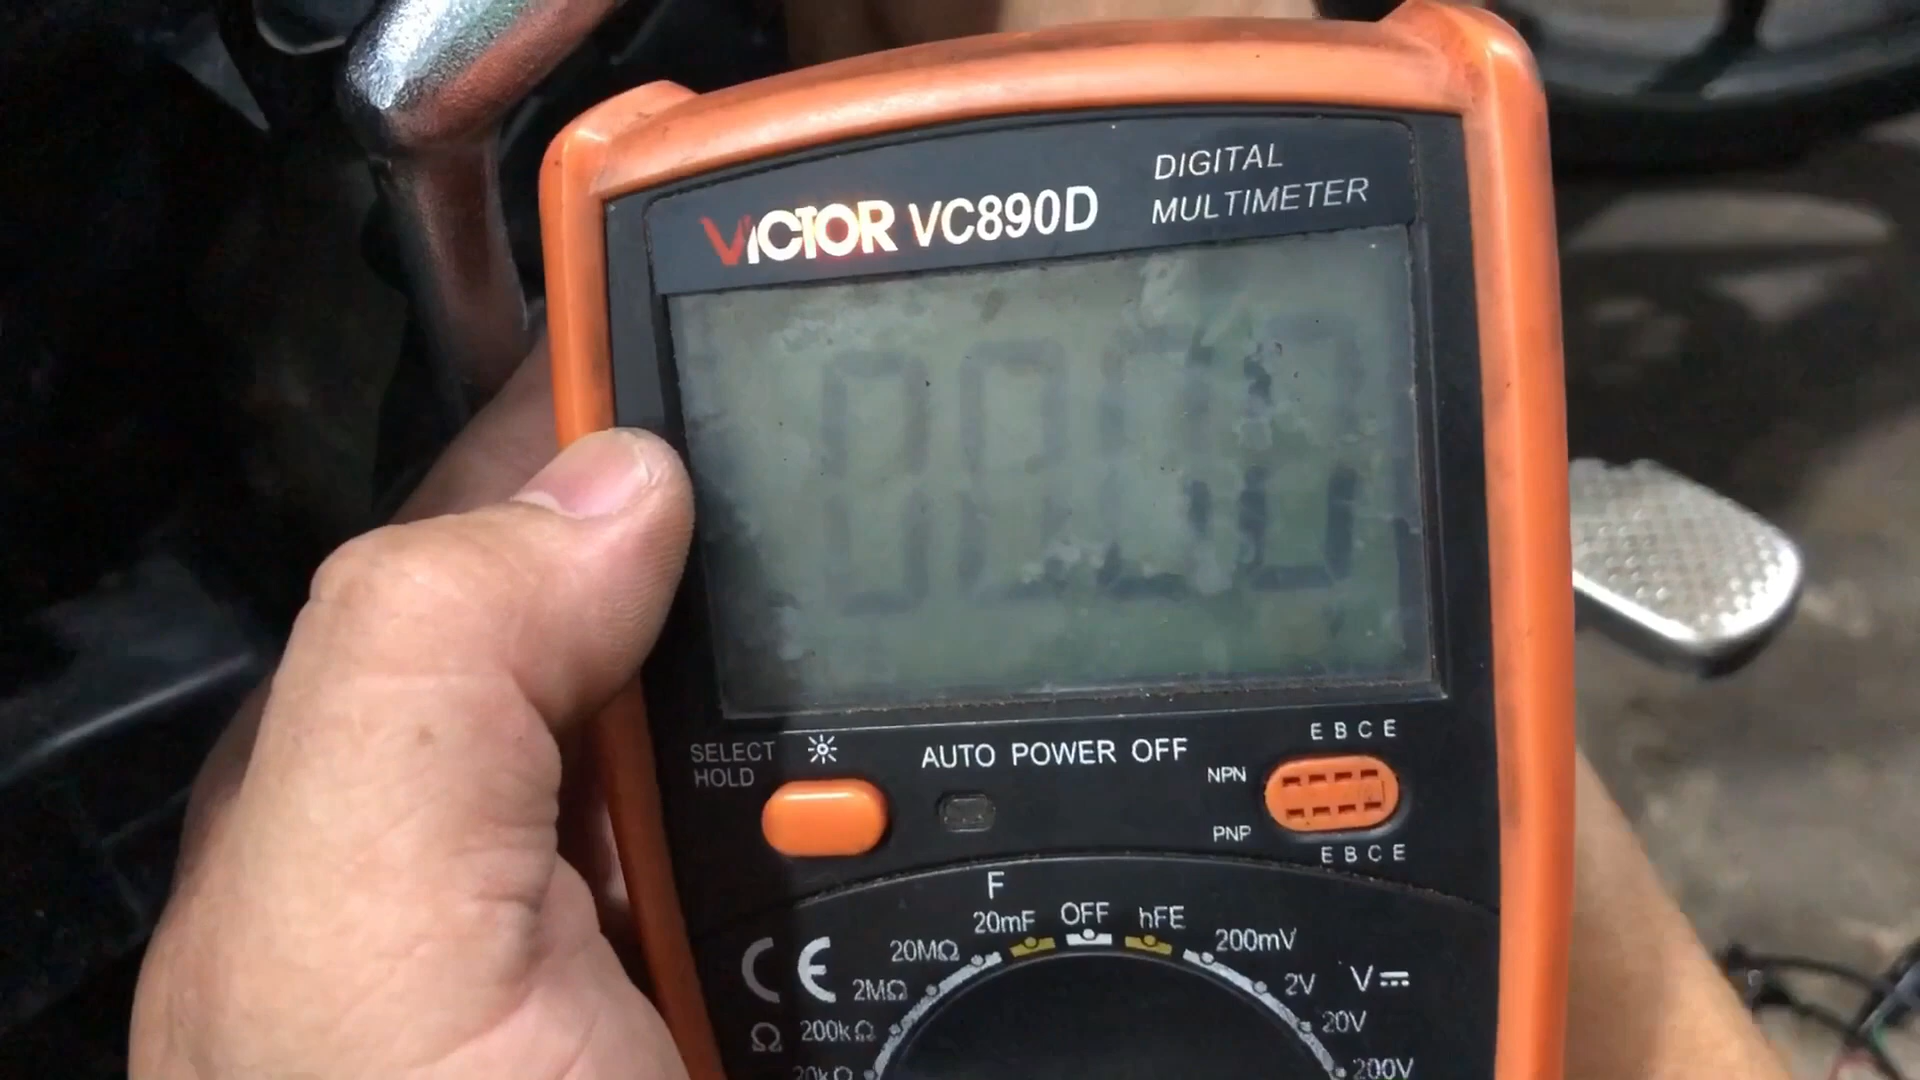 DIGITAL
MULTIMETER
VICTOR VC890D
SELECT
HOLD
AUTO POWER OFF
E B C E
NPN
PNP
E B C E
F
20mF
OFF
hFE
20MΩ
200mV
CE
2MΩ
2V
V⎓
Ω
200kΩ
20V
20kΩ
200V